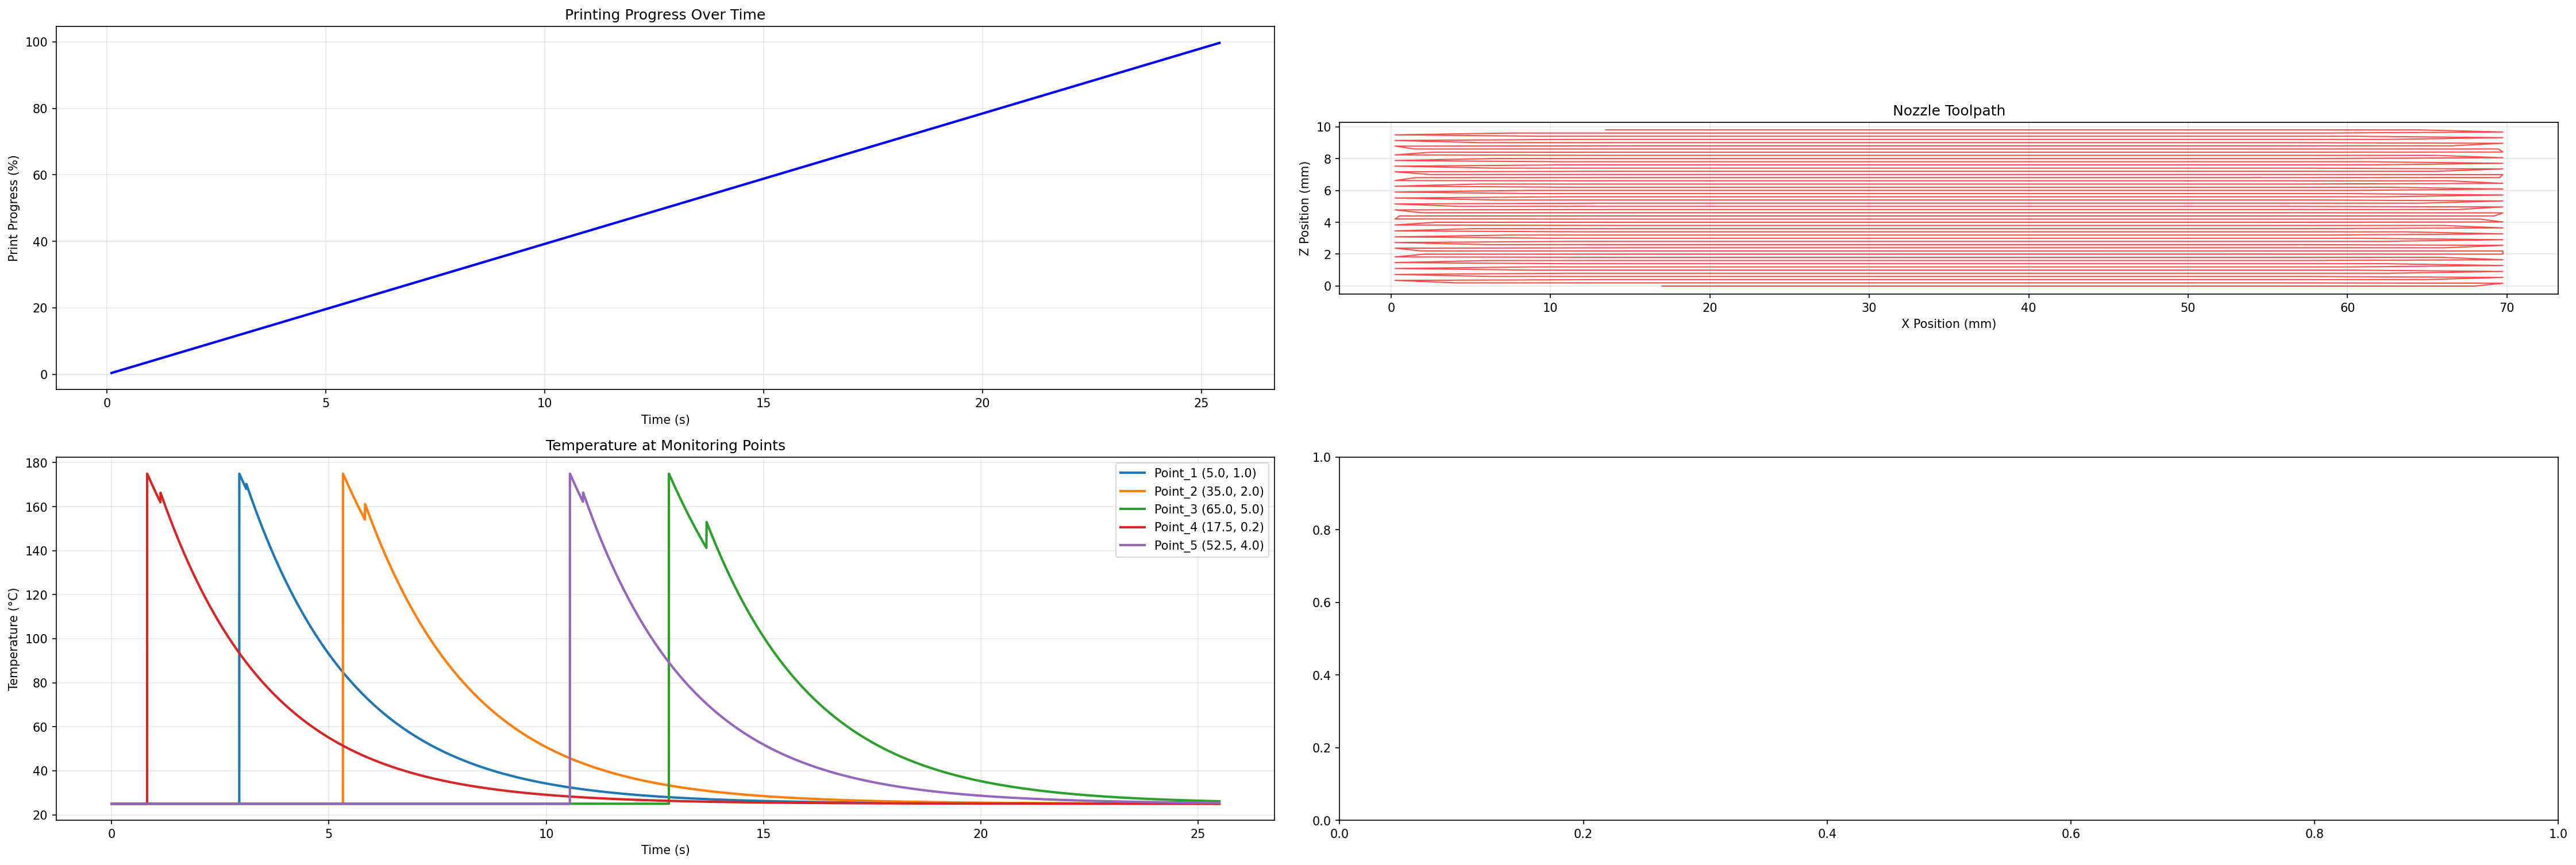 Printing Progress Over Time
100
80
60
40
20
0
Print Progress (%)
0 5 10 15 20 25
Time (s)
Nozzle Toolpath
10
8
6
4
2
0
Z Position (mm)
0 10 20 30 40 50 60 70
X Position (mm)
Temperature at Monitoring Points
180
160
140
120
100
80
60
40
20
Temperature (°C)
Point_1 (5.0, 1.0)
Point_2 (35.0, 2.0)
Point_3 (65.0, 5.0)
Point_4 (17.5, 0.2)
Point_5 (52.5, 4.0)
0 5 10 15 20 25
Time (s)
1.0
0.8
0.6
0.4
0.2
0.0
0.0 0.2 0.4 0.6 0.8 1.0